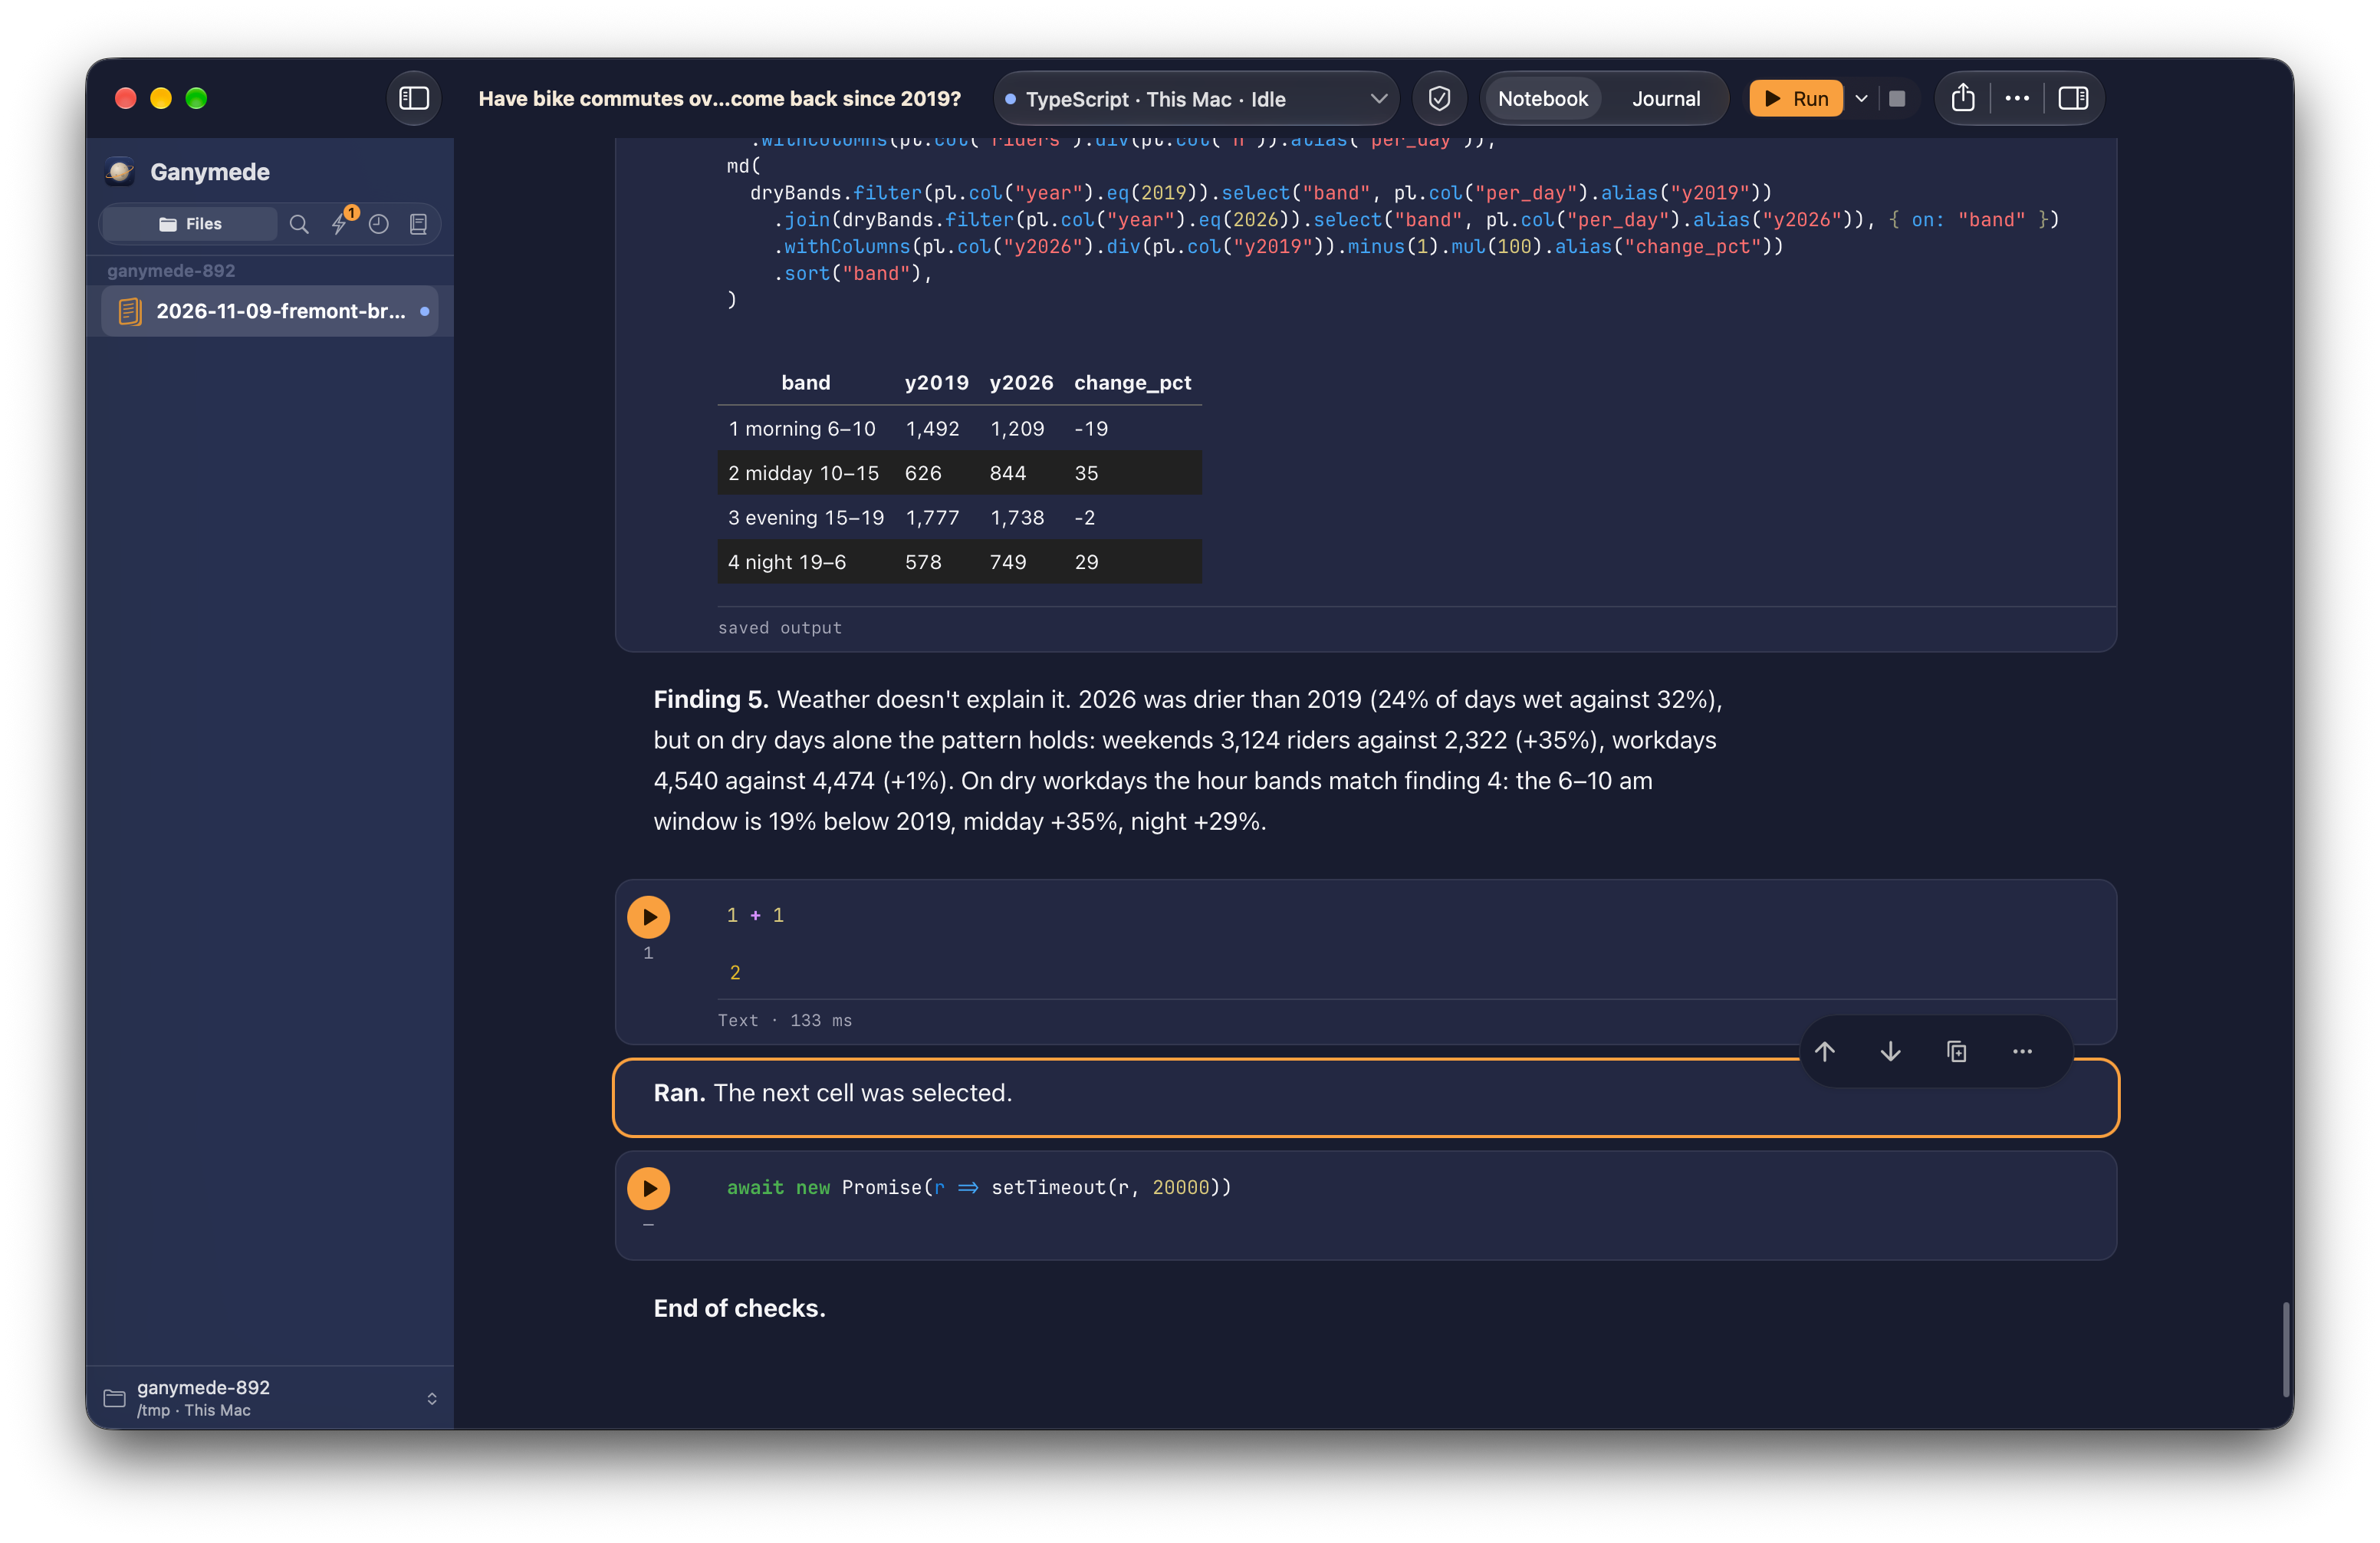 Have bike commutes ov...come back since 2019?
TypeScript · This Mac · Idle
Notebook
Journal
Run
Ganymede
Files
1
ganymede-892
2026-11-09-fremont-br...
.withColumns(pl.col("riders").div(pl.col("n")).alias("per_day")),
md(
dryBands.filter(pl.col("year").eq(2019)).select("band", pl.col("per_day").alias("y2019"))
.join(dryBands.filter(pl.col("year").eq(2026)).select("band", pl.col("per_day").alias("y2026")), { on: "band" })
.withColumns(pl.col("y2026").div(pl.col("y2019")).minus(1).mul(100).alias("change_pct"))
.sort("band"),
)
band y2019 y2026 change_pct
1 morning 6–10 1,492 1,209 -19
2 midday 10–15 626 844 35
3 evening 15–19 1,777 1,738 -2
4 night 19–6 578 749 29
saved output
Finding 5. Weather doesn't explain it. 2026 was drier than 2019 (24% of days wet against 32%),
but on dry days alone the pattern holds: weekends 3,124 riders against 2,322 (+35%), workdays
4,540 against 4,474 (+1%). On dry workdays the hour bands match finding 4: the 6–10 am
window is 19% below 2019, midday +35%, night +29%.
1 + 1
1
2
Text · 133 ms
Ran. The next cell was selected.
await new Promise(r => setTimeout(r, 20000))
–
End of checks.
ganymede-892
/tmp · This Mac